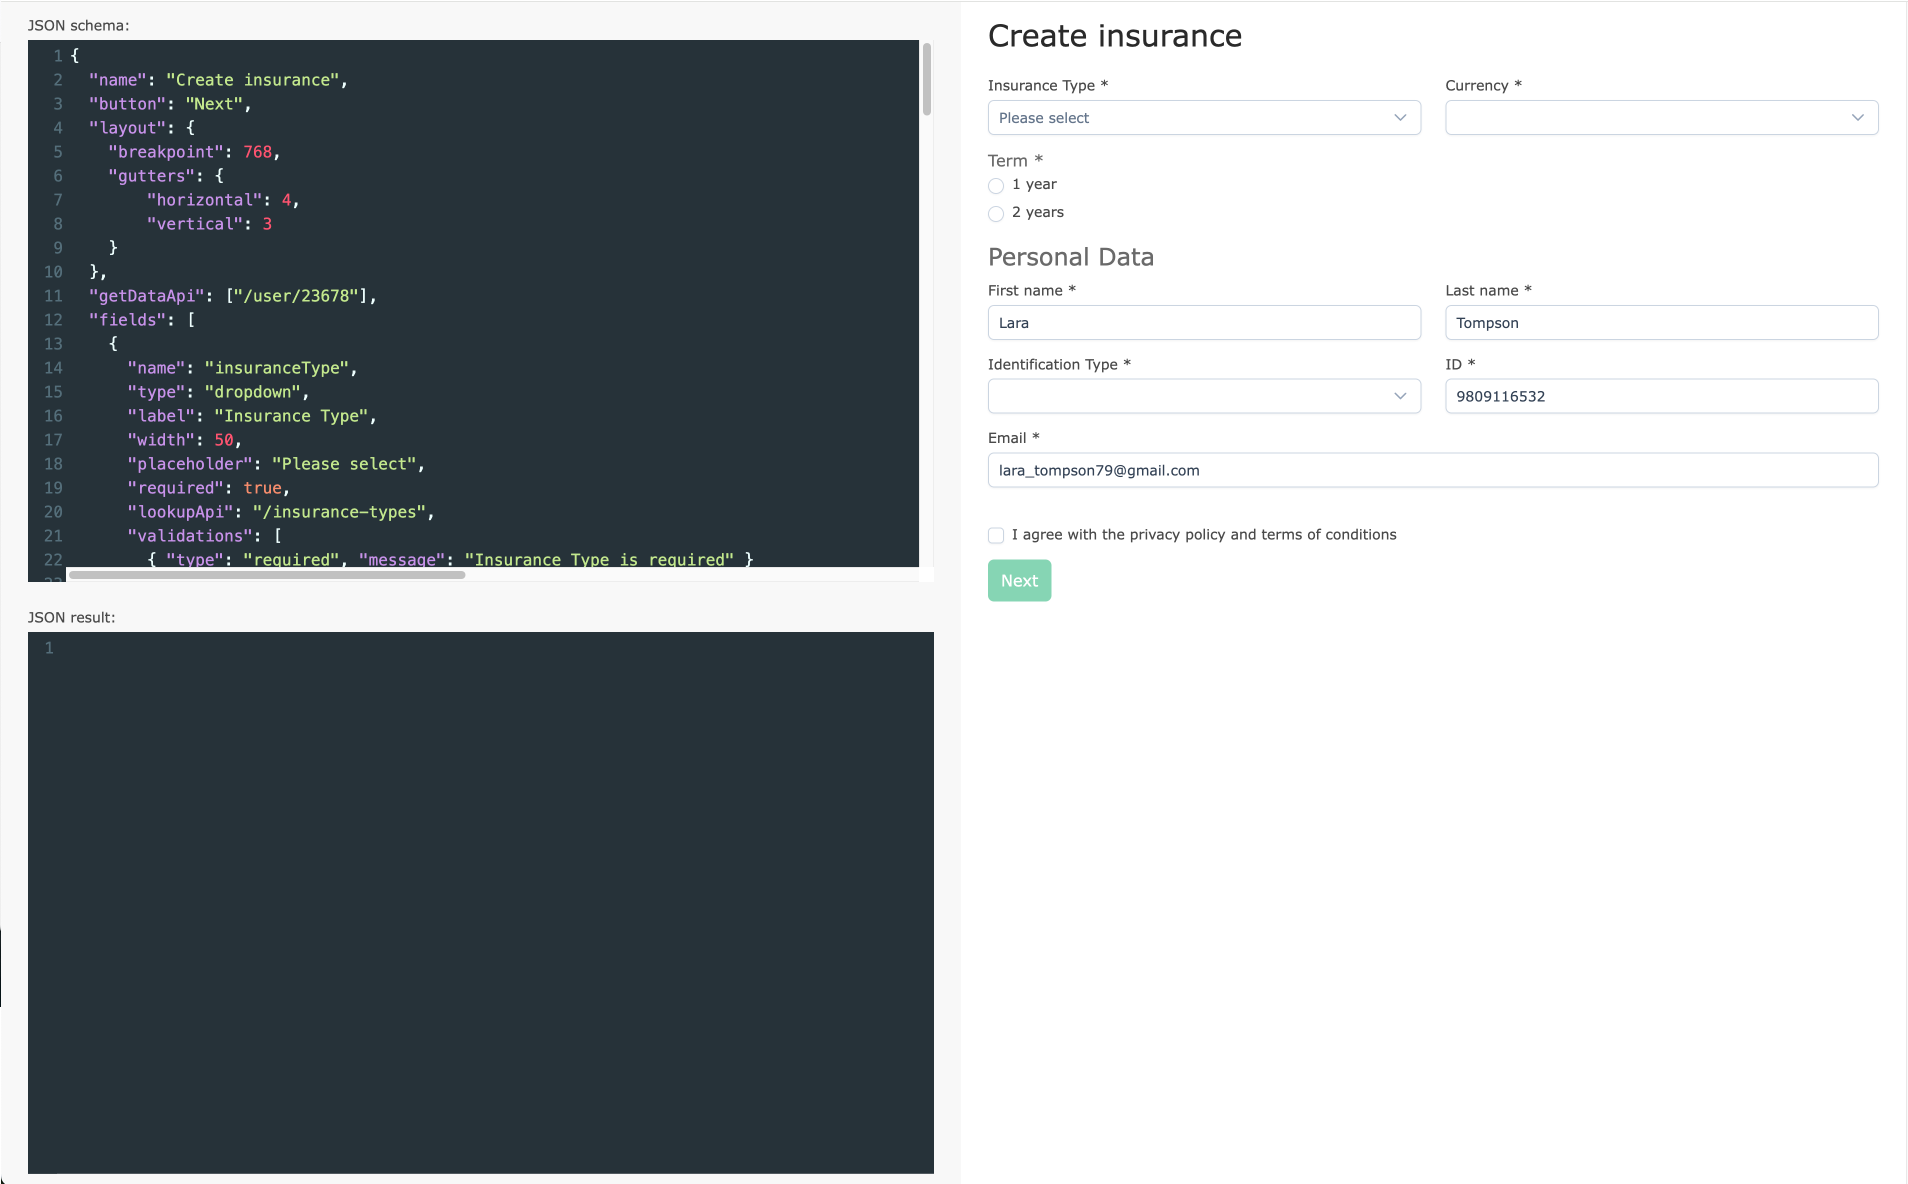 JSON schema:
1 {
2 "name": "Create insurance",
3 "button": "Next",
4 "layout": {
5 "breakpoint": 768,
6 "gutters": {
7 "horizontal": 4,
8 "vertical": 3
9 }
10 },
11 "getDataApi": ["/user/23678"],
12 "fields": [
13 {
14 "name": "insuranceType",
15 "type": "dropdown",
16 "label": "Insurance Type",
17 "width": 50,
18 "placeholder": "Please select",
19 "required": true,
20 "lookupApi": "/insurance-types",
21 "validations": [
22 { "type": "required", "message": "Insurance Type is required" }
JSON result:
1
Create insurance
Insurance Type * Currency *
Please select
Term *
1 year
2 years
Personal Data
First name * Last name *
Lara Tompson
Identification Type * ID *
9809116532
Email *
lara_tompson79@gmail.com
I agree with the privacy policy and terms of conditions
Next